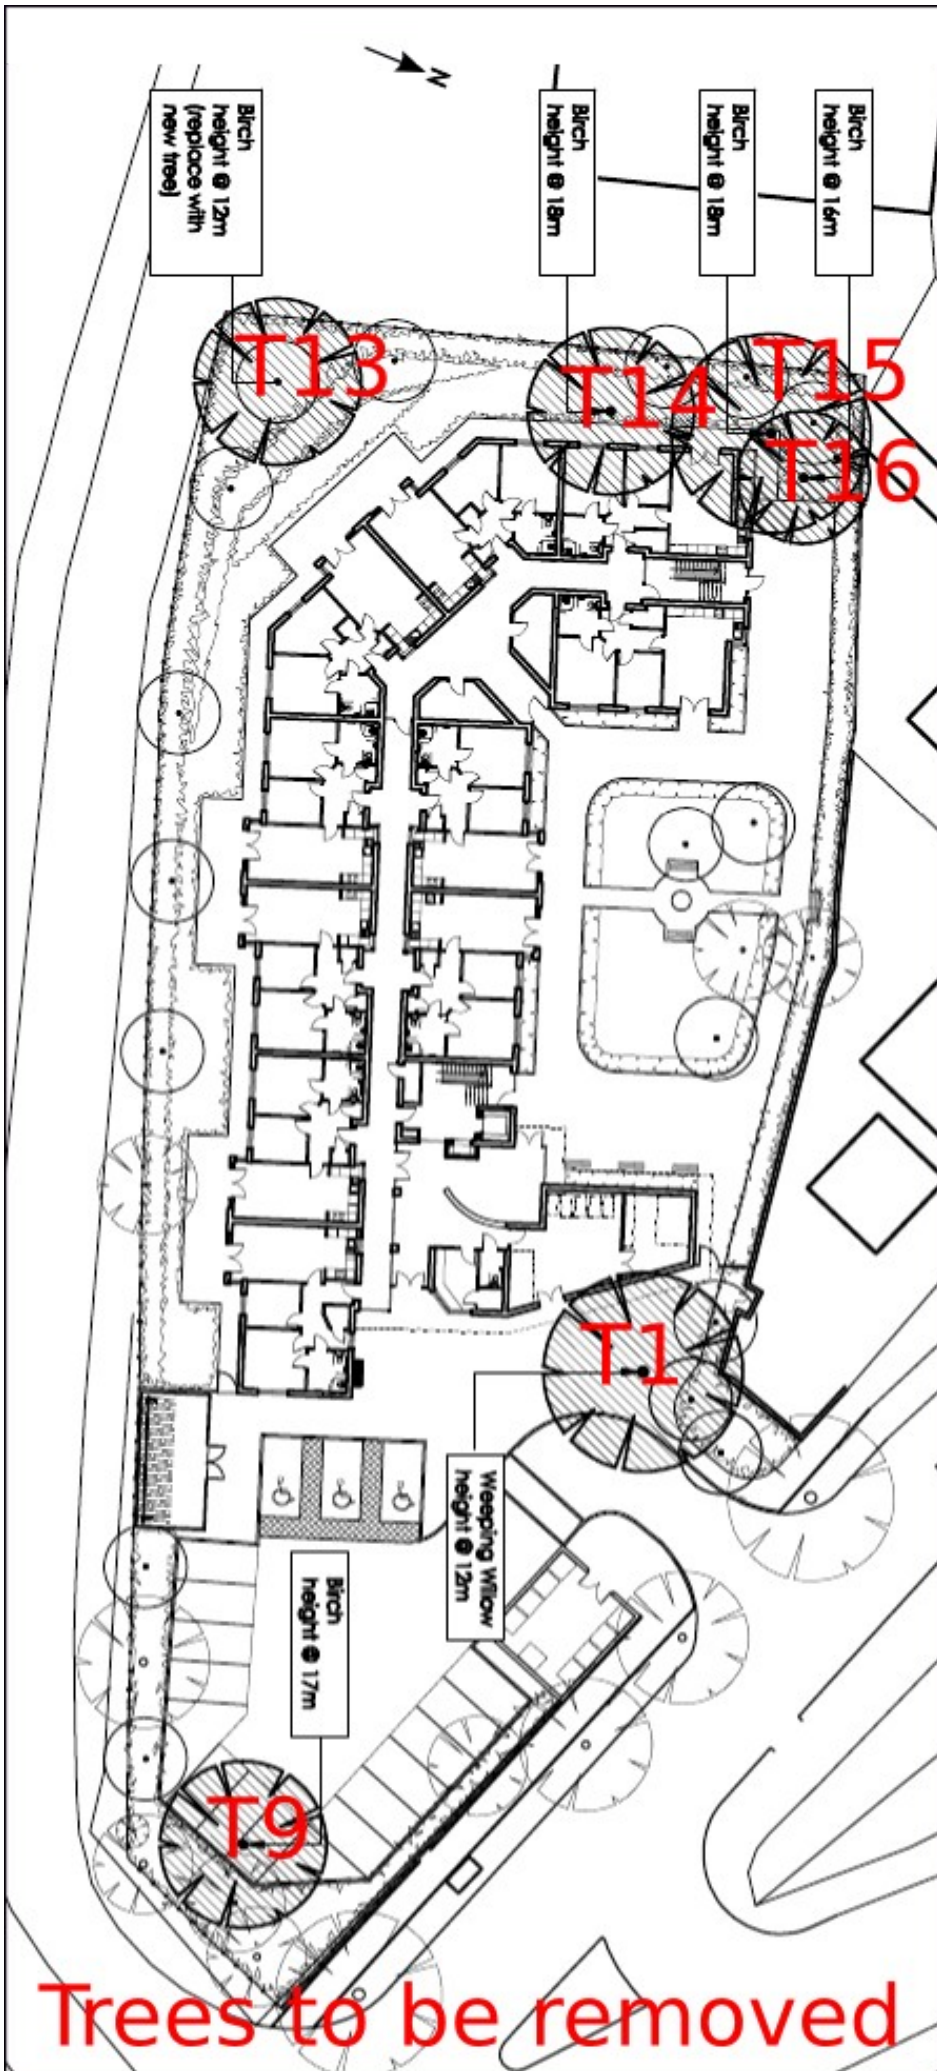 N
Birch
height @ 12m
(replace with
new tree)
Birch
height @ 18m
Birch
height @ 18m
Birch
height @ 16m
T13
T14
T15
T16
T1
Weeping Willow
height @ 12m
Birch
height @ 17m
T9
Trees to be removed